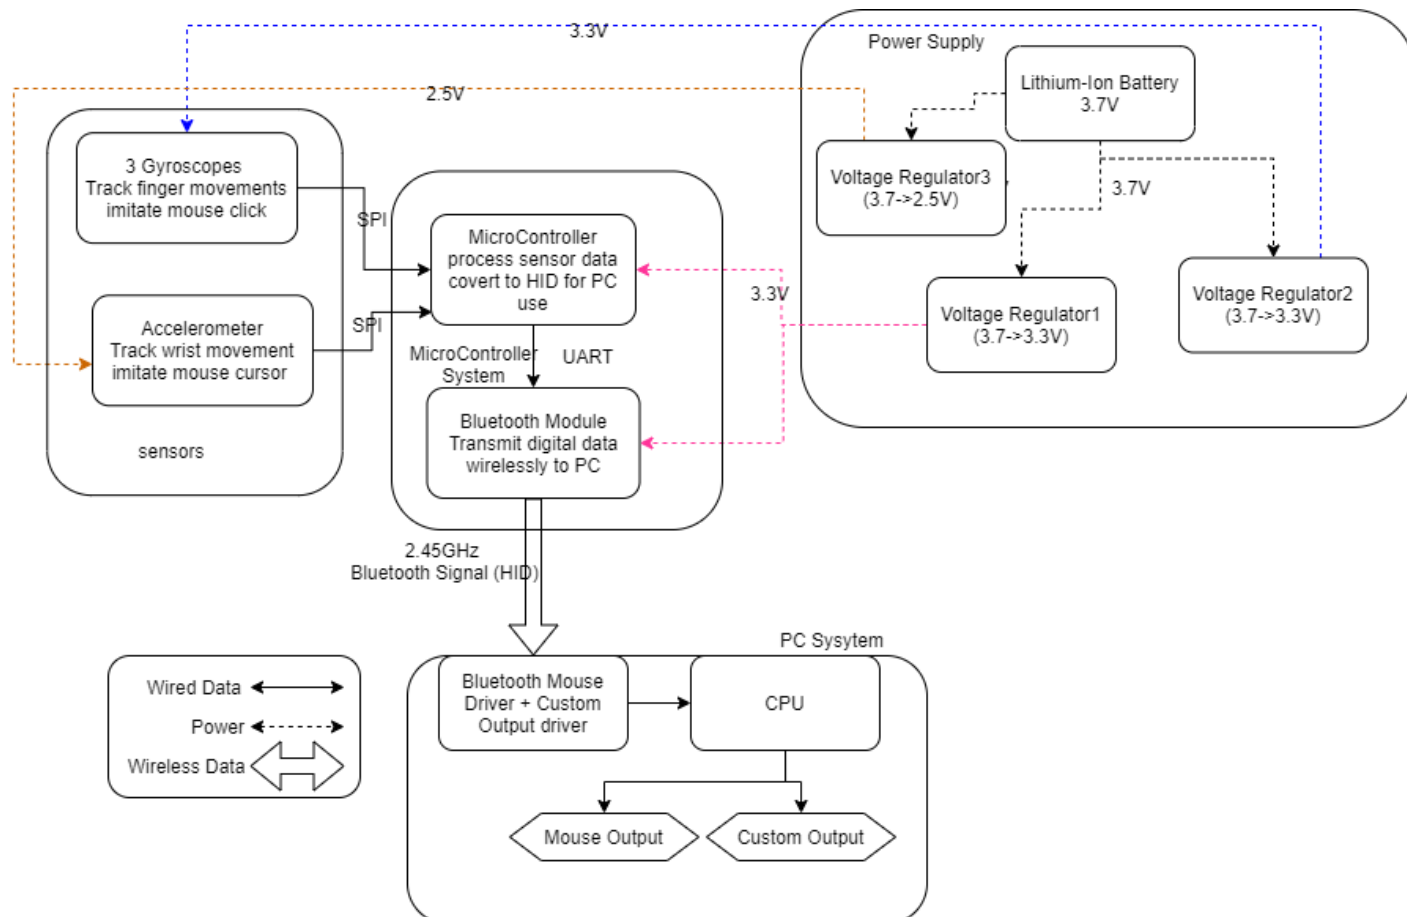 3.3V
Power Supply
Lithium-Ion Battery
3.7V
2.5V
3 Gyroscopes
Track finger movements
imitate mouse click
Voltage Regulator3
(3.7->2.5V)
3.7V
SPI
MicroController
process sensor data
covert to HID for PC
use
3.3V
Voltage Regulator1
(3.7->3.3V)
Voltage Regulator2
(3.7->3.3V)
Accelerometer
Track wrist movement
imitate mouse cursor
SPI
MicroController
System
UART
Bluetooth Module
Transmit digital data
wirelessly to PC
sensors
2.45GHz
Bluetooth Signal (HID)
PC Sysytem
Wired Data
Power
Wireless Data
Bluetooth Mouse
Driver + Custom
Output driver
CPU
Mouse Output
Custom Output